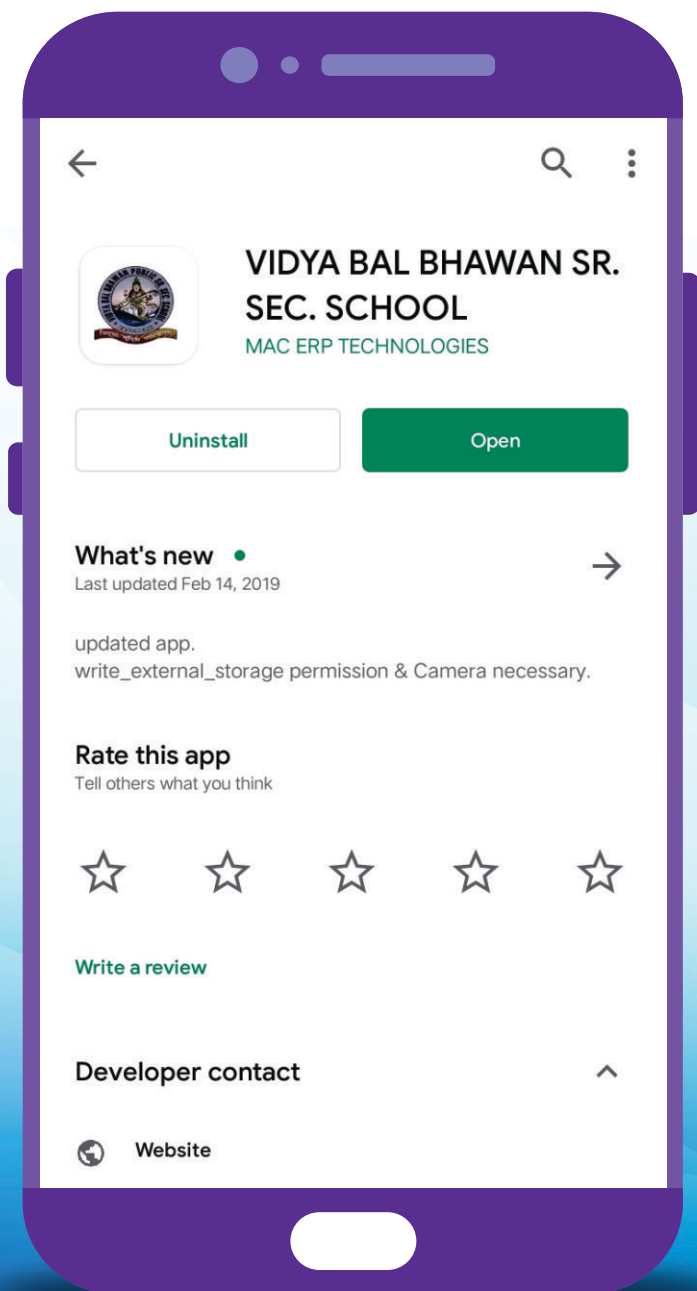 VIDYA BAL BHAWAN SR.
SEC. SCHOOL
MAC ERP TECHNOLOGIES
Uninstall
Open
What's new
Last updated Feb 14, 2019
updated app.
write_external_storage permission & Camera necessary.
Rate this app
Tell others what you think
Write a review
Developer contact
Website